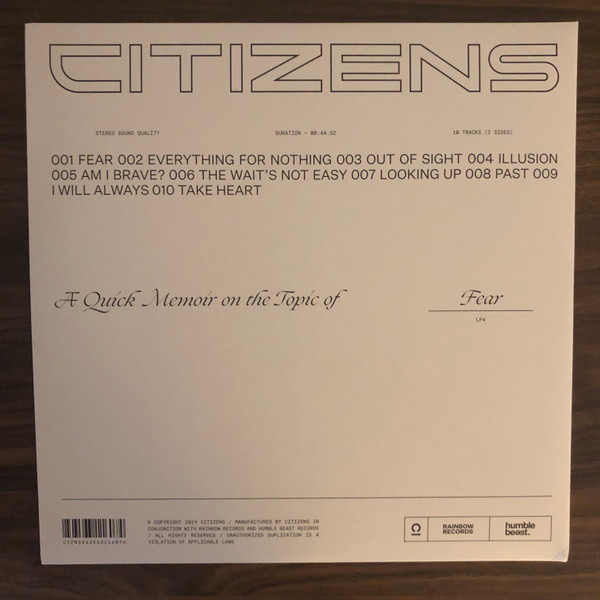 CITIZENS
STEREO SOUND QUALITY DURATION — 00:44:52 10 TRACKS (2 SIDES)
001 FEAR 002 EVERYTHING FOR NOTHING 003 OUT OF SIGHT 004 ILLUSION
005 AM I BRAVE? 006 THE WAIT'S NOT EASY 007 LOOKING UP 008 PAST 009
I WILL ALWAYS 010 TAKE HEART
A Quick Memoir on the Topic of Fear
LP4
© COPYRIGHT 2019 CITIZENS / MANUFACTURED BY CITIZENS IN
CONJUNCTION WITH RAINBOW RECORDS AND HUMBLE BEAST RECORDS
/ ALL RIGHTS RESERVED / UNAUTHORIZED DUPLICATION IS A
VIOLATION OF APPLICABLE LAWS
RAINBOW
RECORDS
humble
beast.